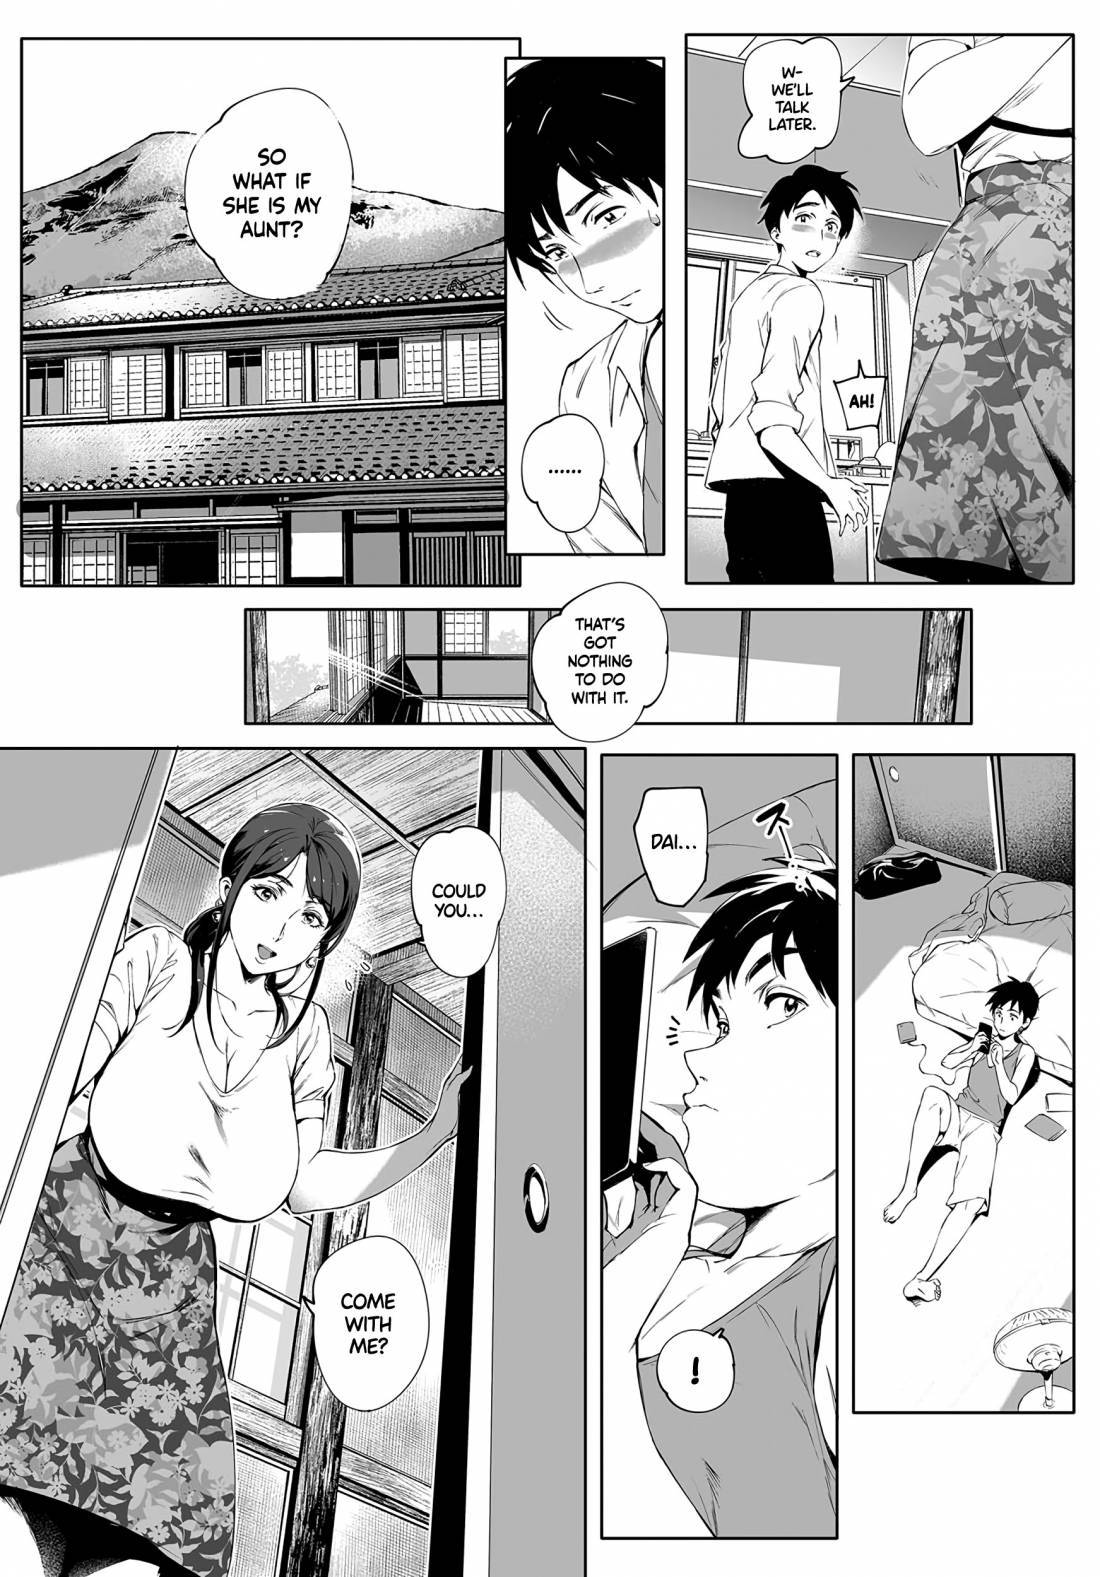 W-
WE'LL
TALK
LATER.
AH!
......
SO
WHAT IF
SHE IS MY
AUNT?
THAT'S
GOT
NOTHING
TO DO
WITH IT.
DAI...
ス…
!
COULD
YOU...
COME
WITH
ME?